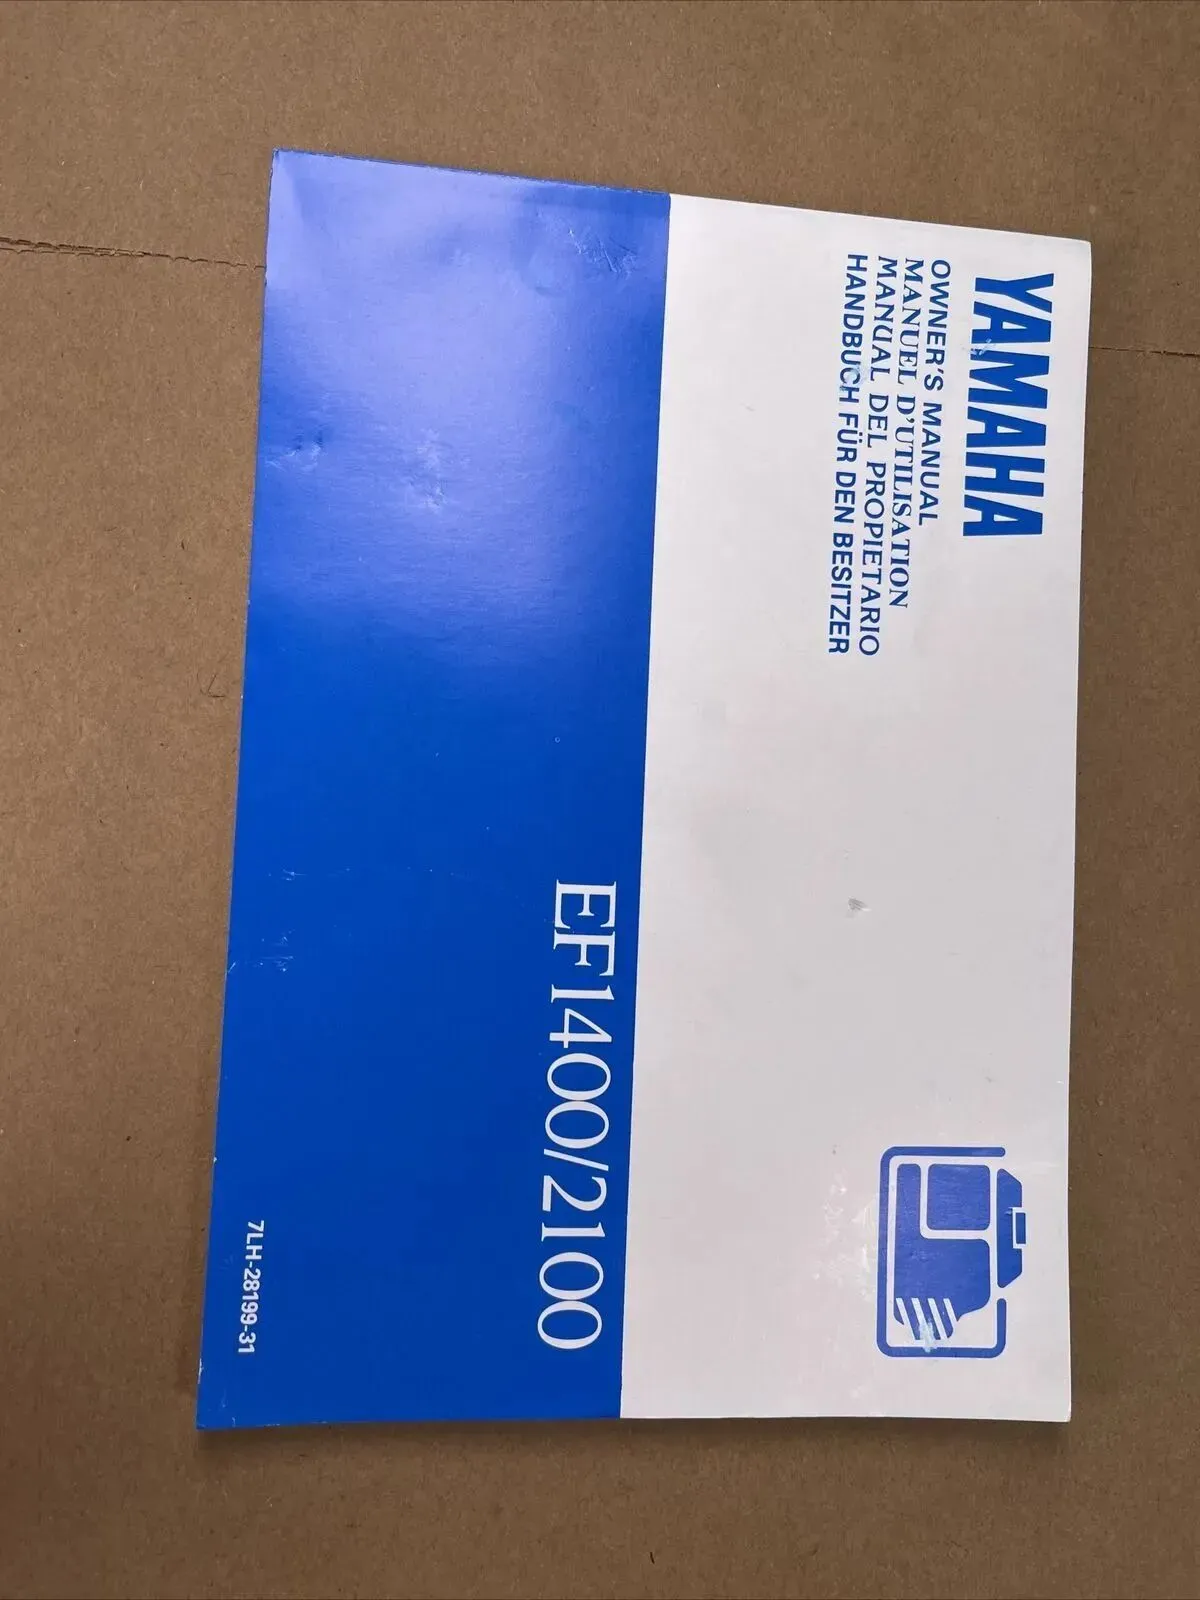 YAMAHA
OWNER'S MANUAL
MANUEL D'UTILISATION
MANUAL DEL PROPIETARIO
HANDBUCH FÜR DEN BESITZER
EF1400/2100
7LH-28199-31